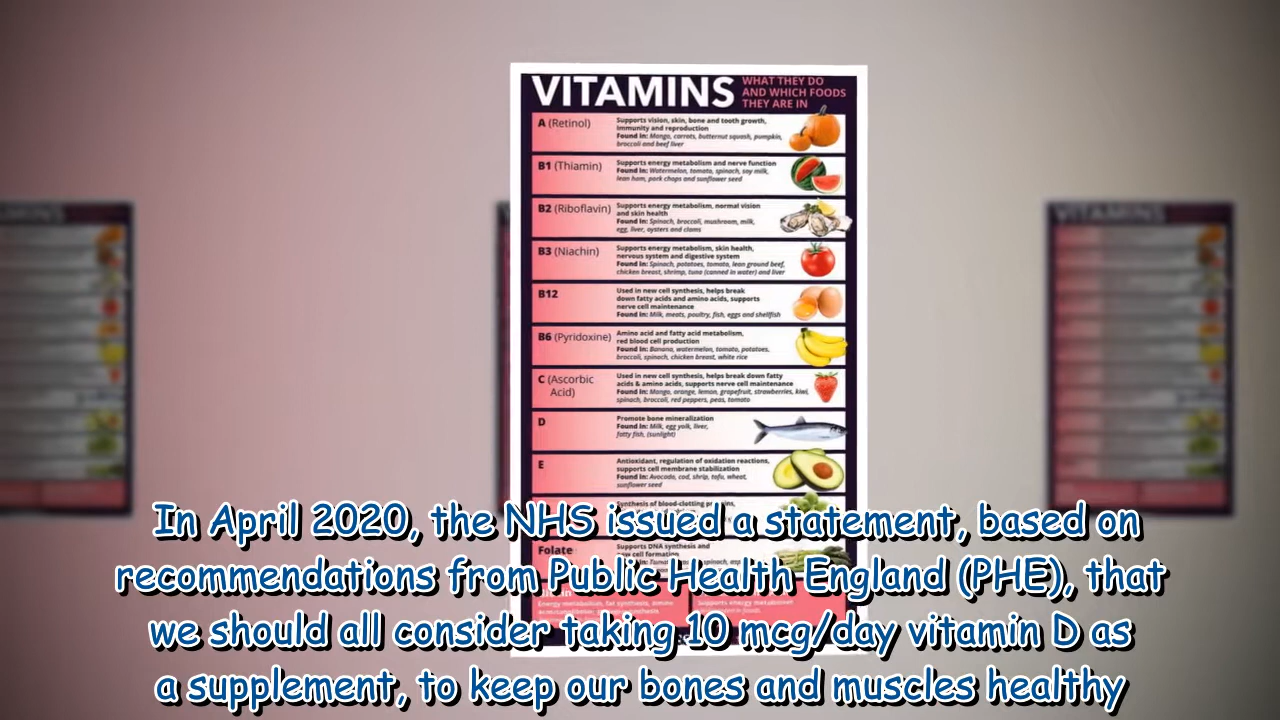 VITAMINS
WHAT THEY DO
AND WHICH FOODS
THEY ARE IN
A (Retinol)
Supports vision, skin, bone and tooth growth,
immunity and reproduction
Found in: Mango, carrots, butternut squash, pumpkin,
broccoli and beef liver
B1 (Thiamin)
Supports energy metabolism and nerve function
Found in: Watermelon, tomato, spinach, soy milk,
lean ham, pork chops and sunflower seed
B2 (Riboflavin)
Supports energy metabolism, normal vision
and skin health
Found in: Spinach, broccoli, mushroom, milk,
egg, liver, oysters and clams
B3 (Niachin)
Supports energy metabolism, skin health,
nervous system and digestive system
Found in: Spinach, potatoes, tomato, lean ground beef,
chicken breast, shrimp, tuna (canned in water) and liver
B12
Used in new cell synthesis, helps break
down fatty acids and amino acids, supports
nerve cell maintenance
Found in: Milk, meats, poultry, fish, eggs and shellfish
B6 (Pyridoxine)
Amino acid and fatty acid metabolism,
red blood cell production
Found in: Banana, watermelon, tomato, potatoes,
broccoli, spinach, chicken breast, white rice
C (Ascorbic
Acid)
Used in new cell synthesis, helps break down fatty
acids & amino acids, supports nerve cell maintenance
Found in: Mango, orange, lemon, grapefruit, strawberries, kiwi,
spinach, broccoli, red peppers, peas, tomato
D
Promote bone mineralization
Found in: Milk, egg yolk, liver,
fatty fish, (sunlight)
E
Antioxidant, regulation of oxidation reactions,
supports cell membrane stabilization
Found in: Avocado, cod, shrip, tofu, wheat,
sunflower seed
Synthesis of blood-clotting
Folate
Supports DNA synthesis and
cell formation
In April 2020, the NHS issued a statement, based on
recommendations from Public Health England (PHE), that
we should all consider taking 10 mcg/day vitamin D as
a supplement, to keep our bones and muscles healthy